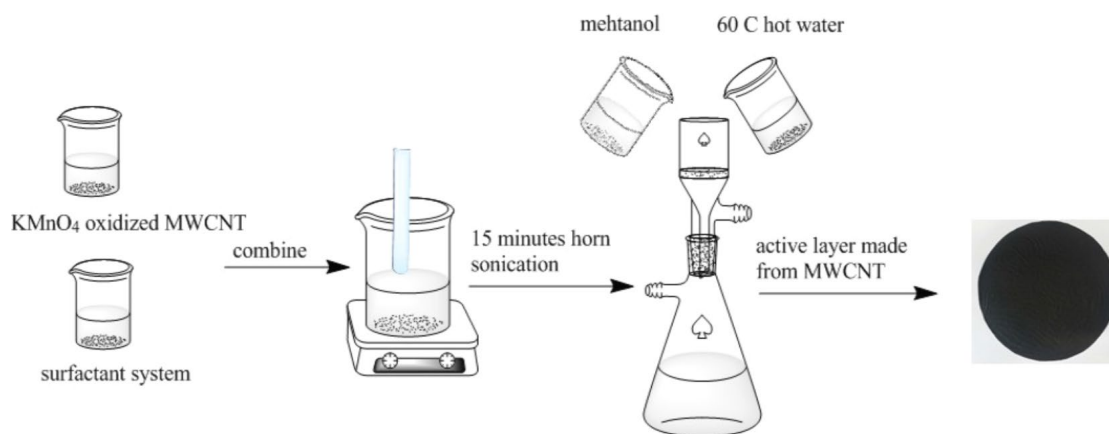 mehtanol
60 C hot water
KMnO₄ oxidized MWCNT
combine
surfactant system
15 minutes horn
sonication
active layer made
from MWCNT